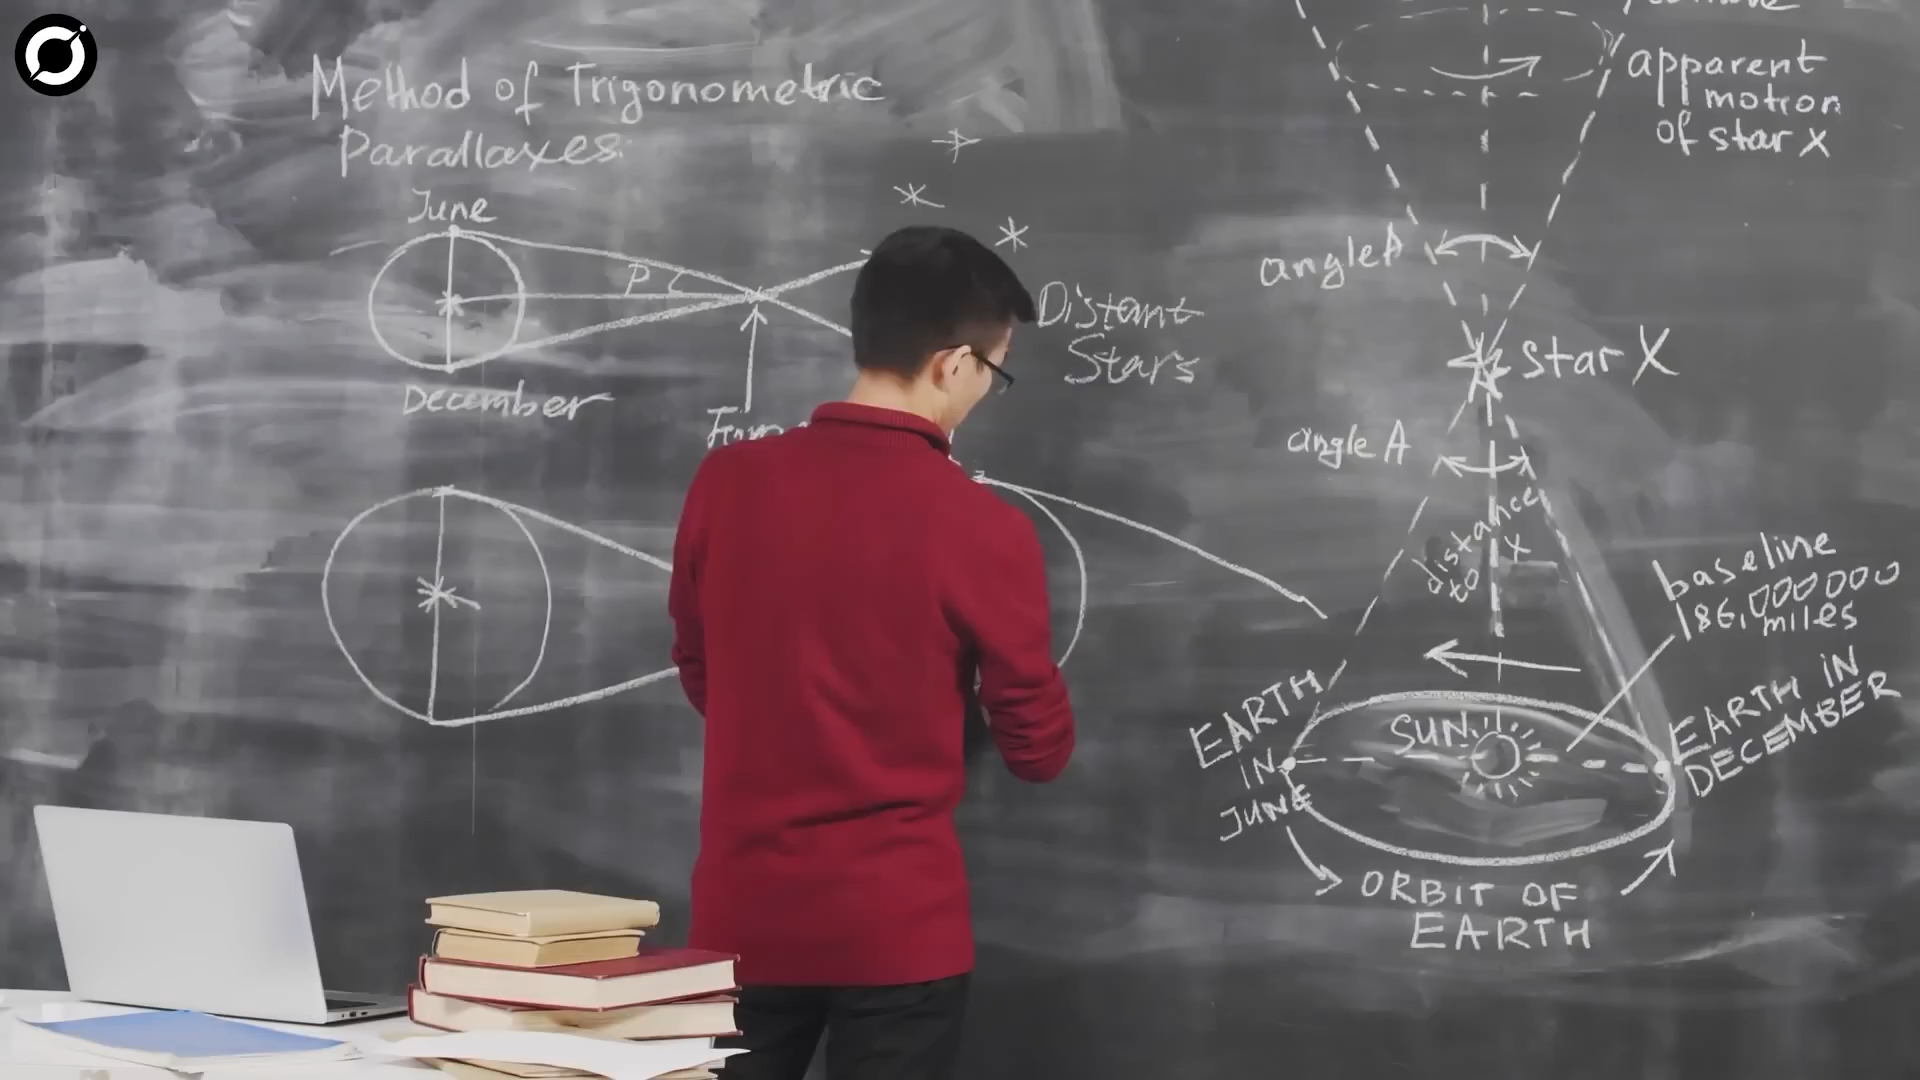 Method of Trigonometric
Parallaxes:
June
P
December
Distant
Stars
apparent
motion
of star X
angle A
star X
angle A
distance
to X
baseline
186,000000
miles
EARTH
IN
JUNE
SUN
EARTH IN
DECEMBER
ORBIT OF
EARTH